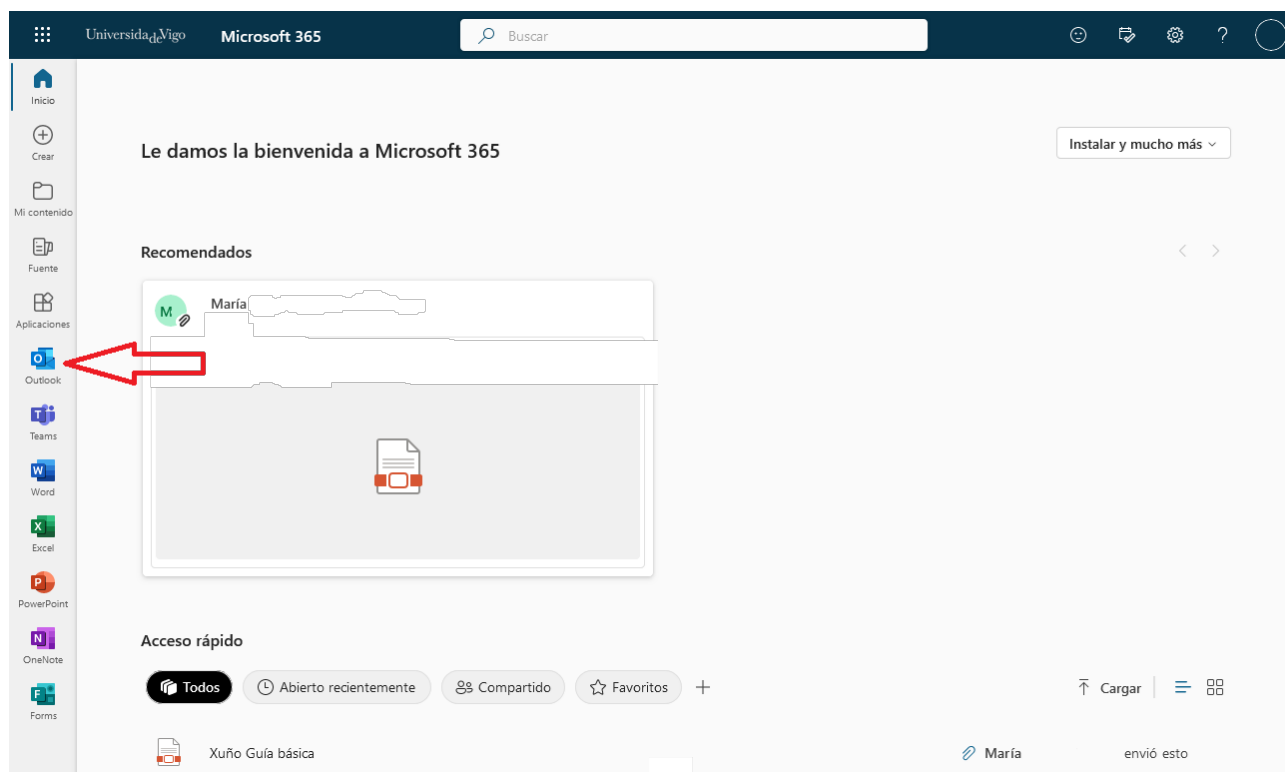 UniversidadeVigo
Microsoft 365
Buscar
?
Inicio
Crear
Mi contenido
Fuente
Aplicaciones
Outlook
Teams
Word
Excel
PowerPoint
OneNote
Forms
Le damos la bienvenida a Microsoft 365
Instalar y mucho más
Recomendados
M
María
Acceso rápido
Todos
Abierto recientemente
Compartido
Favoritos
Cargar
Xuño Guía básica
María
envió esto